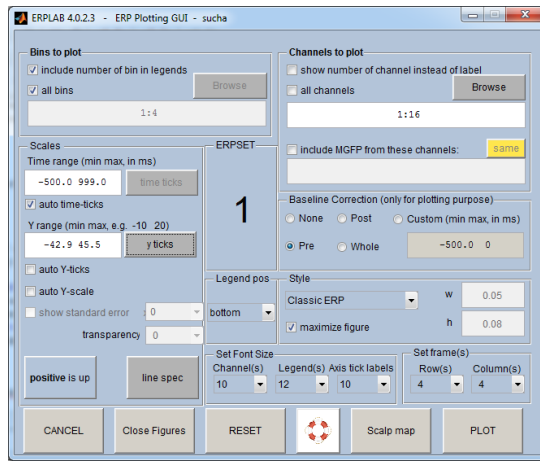 ERPLAB 4.0.2.3 - ERP Plotting GUI - sucha
Bins to plot
include number of bin in legends
all bins
Browse
1:4
Channels to plot
show number of channel instead of label
all channels
Browse
1:16
include MGFP from these channels:
same
Scales
Time range (min max, in ms)
-500.0 999.0
time ticks
auto time-ticks
Y range (min max, e.g. -10 20)
-42.9 45.5
y ticks
auto Y-ticks
auto Y-scale
show standard error
0
transparency
0
positive is up
line spec
ERPSET
1
Baseline Correction (only for plotting purpose)
None
Post
Custom (min max, in ms)
Pre
Whole
-500.0 0
Legend pos
bottom
Style
Classic ERP
w
0.05
maximize figure
h
0.08
Set Font Size
Channel(s) Legend(s) Axis tick labels
10 12 10
Set frame(s)
Row(s) Column(s)
4 4
CANCEL
Close Figures
RESET
Scalp map
PLOT